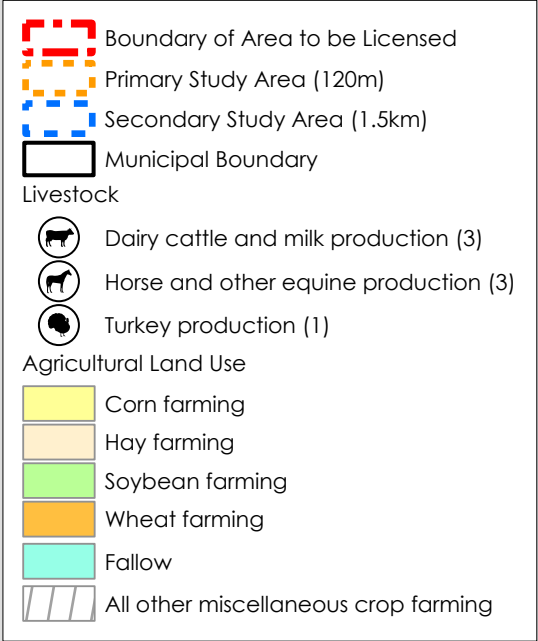 Boundary of Area to be Licensed
Primary Study Area (120m)
Secondary Study Area (1.5km)
Municipal Boundary
Livestock
Dairy cattle and milk production (3)
Horse and other equine production (3)
Turkey production (1)
Agricultural Land Use
Corn farming
Hay farming
Soybean farming
Wheat farming
Fallow
All other miscellaneous crop farming